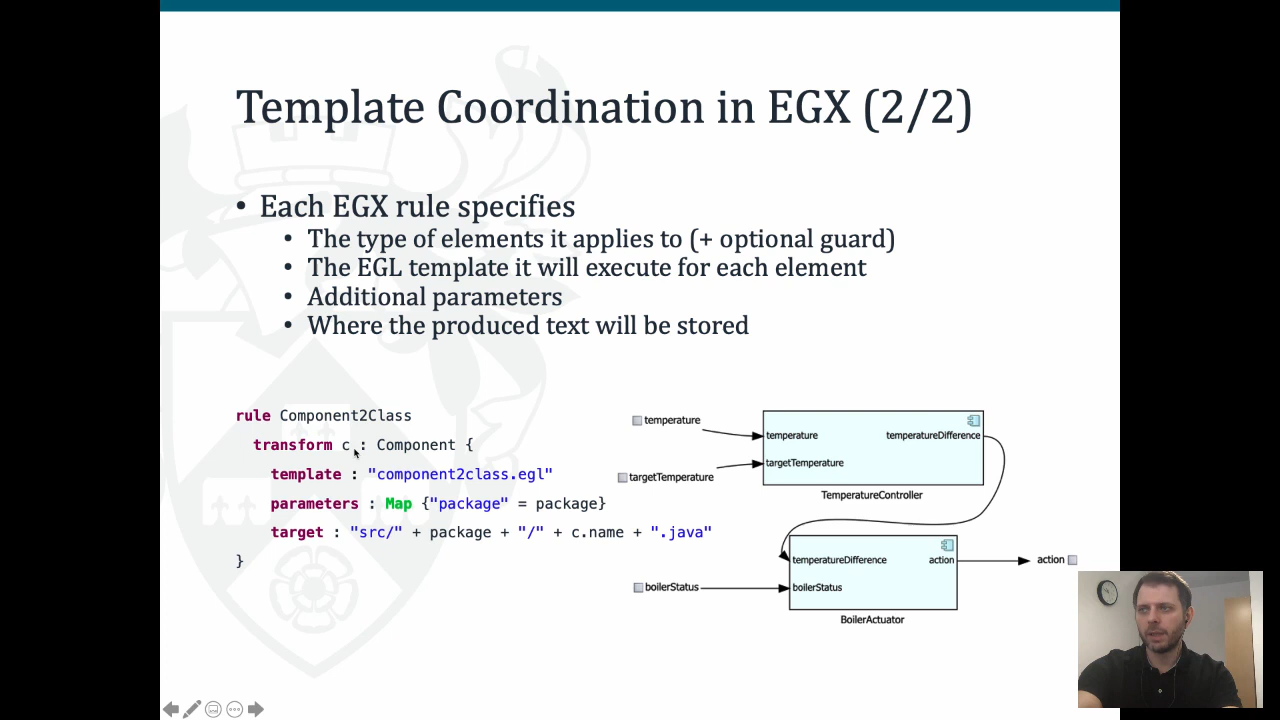 Template Coordination in EGX (2/2)
• Each EGX rule specifies
• The type of elements it applies to (+ optional guard)
• The EGL template it will execute for each element
• Additional parameters
• Where the produced text will be stored
rule Component2Class
transform c : Component {
template : "component2class.egl"
parameters : Map {"package" = package}
target : "src/" + package + "/" + c.name + ".java"
}
temperature
targetTemperature
temperature
temperatureDifference
targetTemperature
TemperatureController
temperatureDifference
action
action
boilerStatus
boilerStatus
BoilerActuator